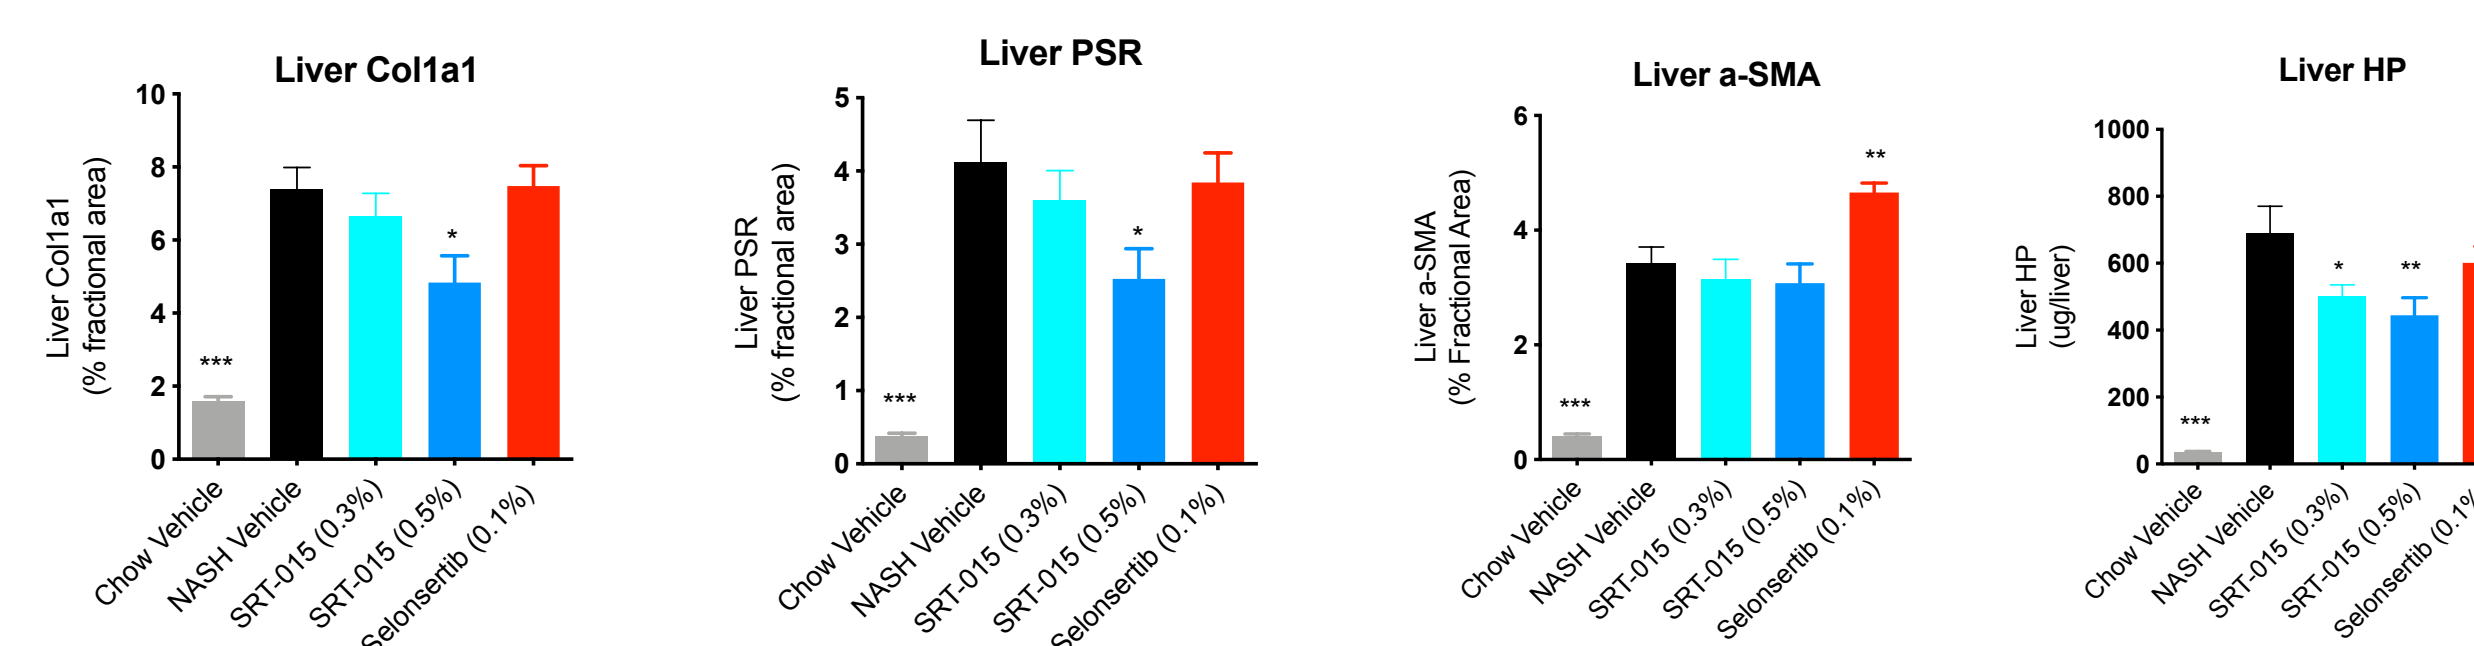 Liver Col1a1
Liver Col1a1
(% fractional area)
10
8
6
4
2
0
***
*
Chow Vehicle
NASH Vehicle
SRT-015 (0.3%)
SRT-015 (0.5%)
Selonsertib (0.1%)
Liver PSR
Liver PSR
(% fractional area)
5
4
3
2
1
0
***
*
Chow Vehicle
NASH Vehicle
SRT-015 (0.3%)
SRT-015 (0.5%)
Selonsertib (0.1%)
Liver a-SMA
Liver a-SMA
(% Fractional Area)
6
4
2
0
***
**
Chow Vehicle
NASH Vehicle
SRT-015 (0.3%)
SRT-015 (0.5%)
Selonsertib (0.1%)
Liver HP
Liver HP
(ug/liver)
1000
800
600
400
200
0
***
*
**
Chow Vehicle
NASH Vehicle
SRT-015 (0.3%)
SRT-015 (0.5%)
Selonsertib (0.1%